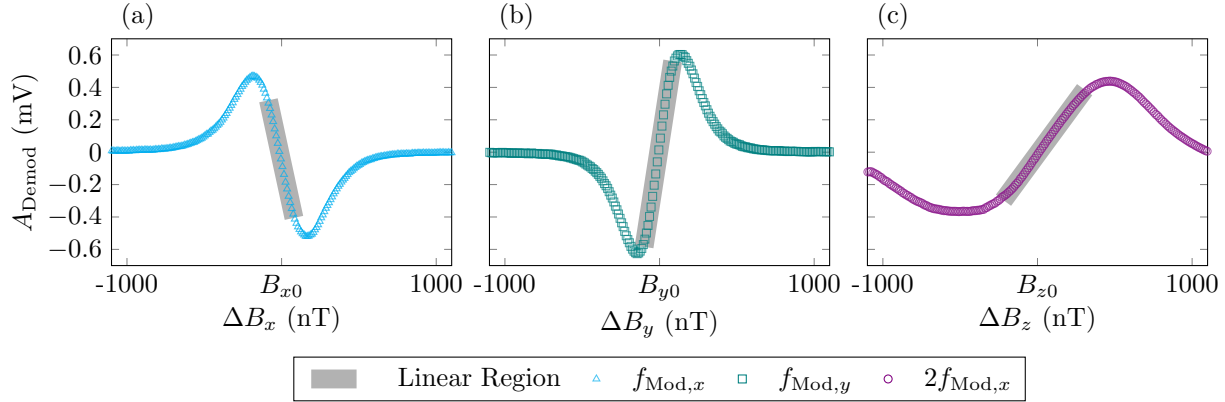 (a) (b) (c)
A_Demod (mV)
0.6
0.4
0.2
0
−0.2
−0.4
−0.6
-1000 B_x0 1000 -1000 B_y0 1000 -1000 B_z0 1000
ΔB_x (nT) ΔB_y (nT) ΔB_z (nT)
Linear Region f_Mod,x f_Mod,y 2f_Mod,x